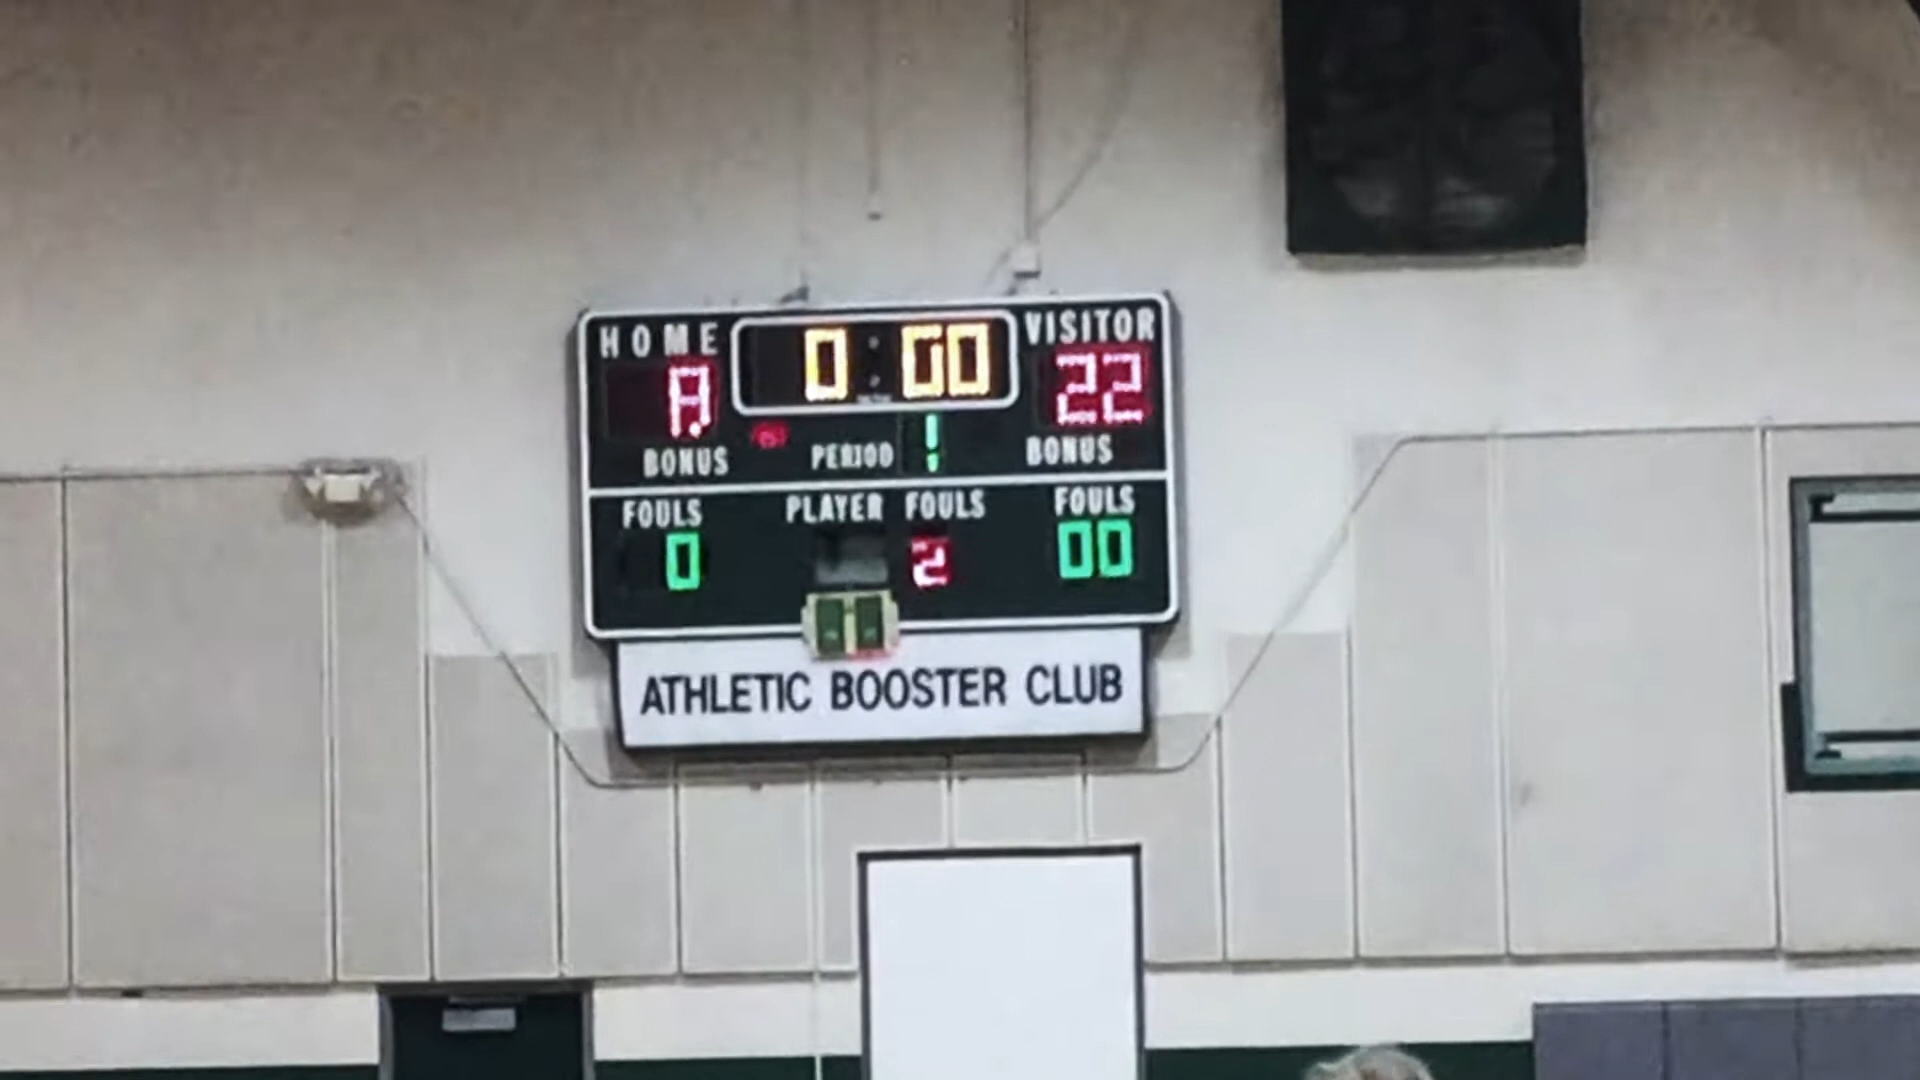 HOME 0:00 VISITOR
22
BONUS PERIOD 1 BONUS
FOULS PLAYER FOULS FOULS
0 2 00
ATHLETIC BOOSTER CLUB